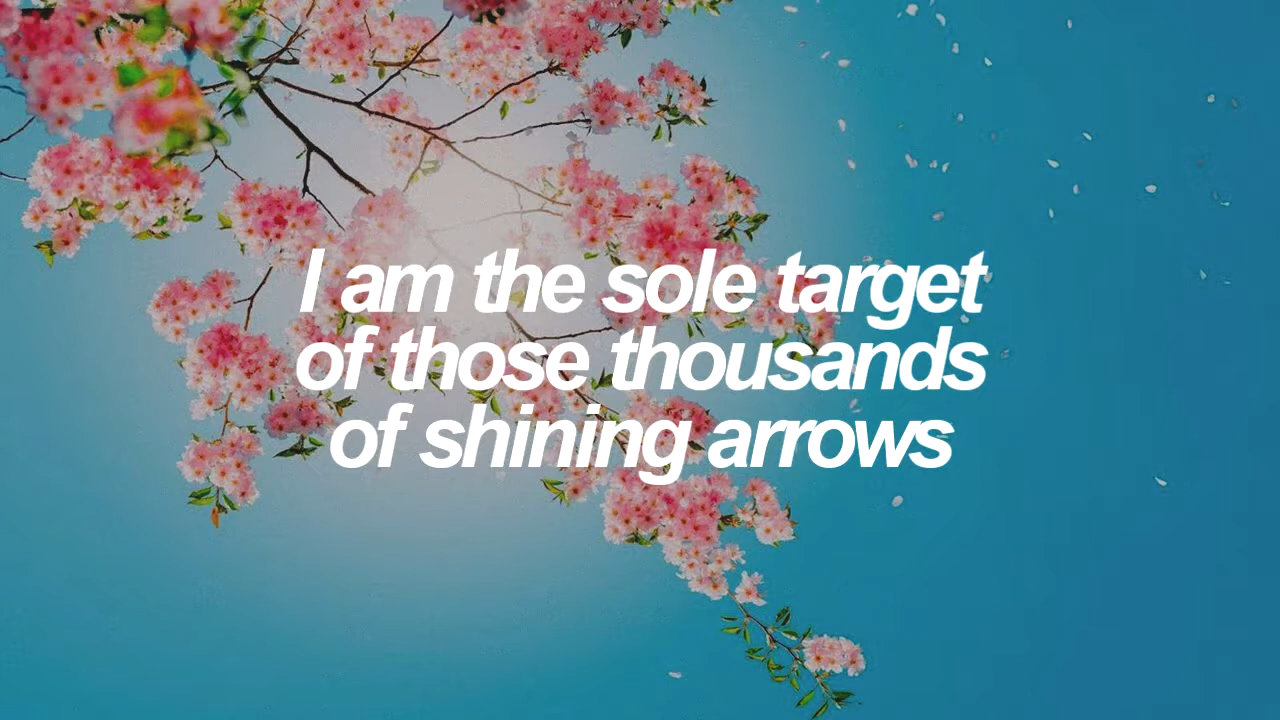 I am the sole target
of those thousands
of shining arrows